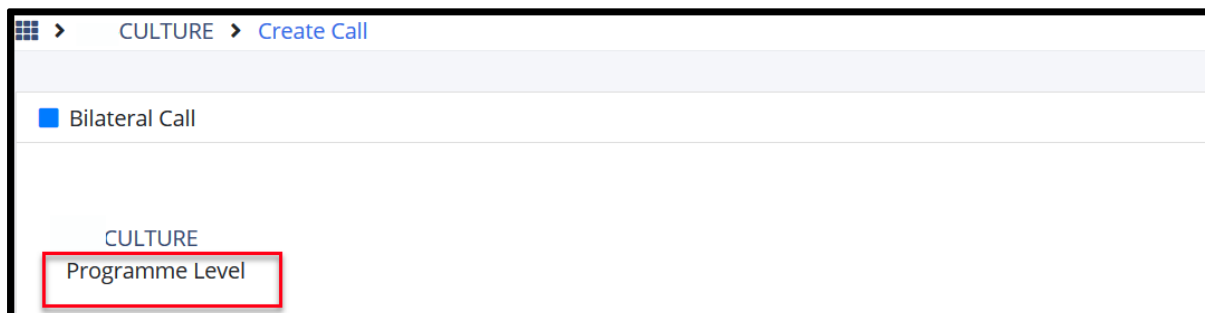 > CULTURE > Create Call
Bilateral Call
CULTURE
Programme Level